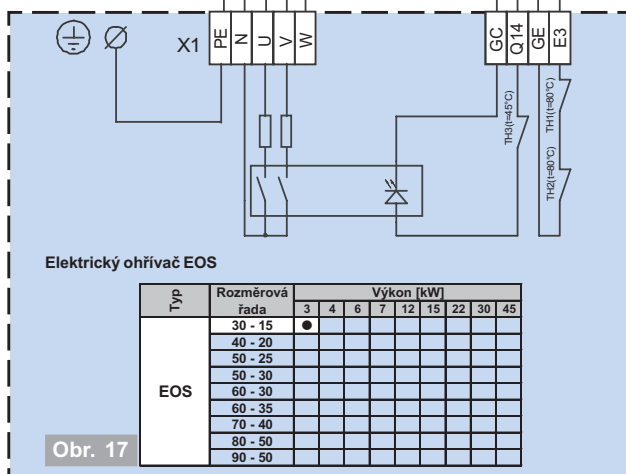 X1
PE
N
U
V
W
GC
Q14
GE
E3
TH3(t=45°C)
TH1(t=80°C)
TH2(t=80°C)
Elektrický ohřívač EOS
Typ
Rozměrová řada
Výkon [kW]
3 4 6 7 12 15 22 30 45
EOS
30 - 15 ●
40 - 20
50 - 25
50 - 30
60 - 30
60 - 35
70 - 40
80 - 50
90 - 50
Obr. 17